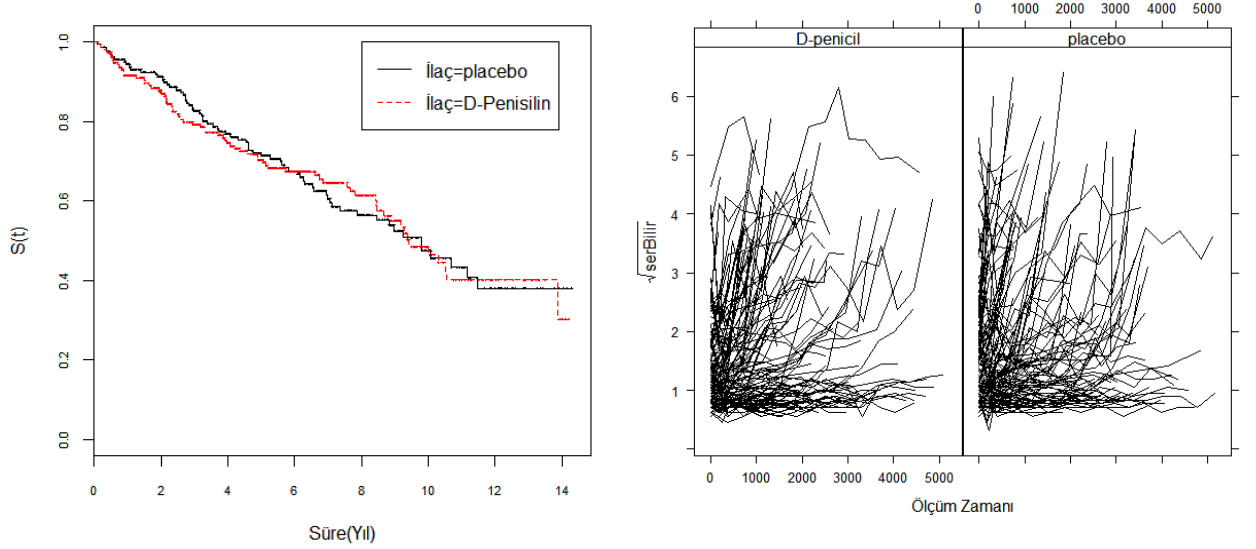 S(t)
1.0
0.8
0.6
0.4
0.2
0.0
İlaç=placebo
İlaç=D-Penisilin
0 2 4 6 8 10 12 14
Süre(Yıl)
0 1000 2000 3000 4000 5000
D-penicil placebo
√serBilir
6
5
4
3
2
1
0 1000 2000 3000 4000 5000
Ölçüm Zamanı